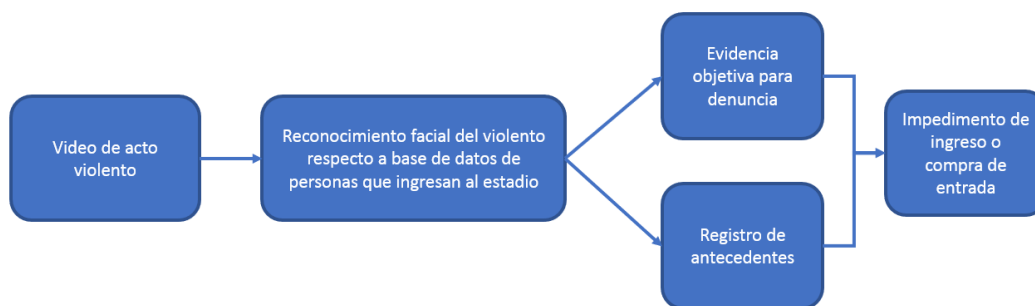 Video de acto
violento
Reconocimiento facial del violento
respecto a base de datos de
personas que ingresan al estadio
Evidencia
objetiva para
denuncia
Registro de
antecedentes
Impedimento de
ingreso o
compra de
entrada